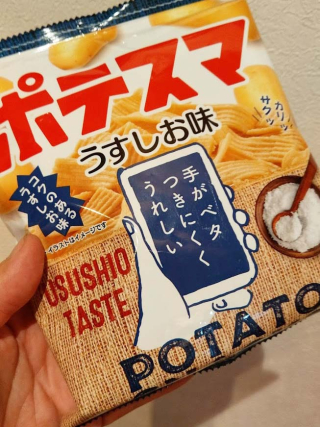 ポテスマ
うすしお味
カリッ
サクッ
コクのある
うすしお味
イラストはイメージです
手がベタ
つきにくく
うれしい
USUSHIO
TASTE
POTATO